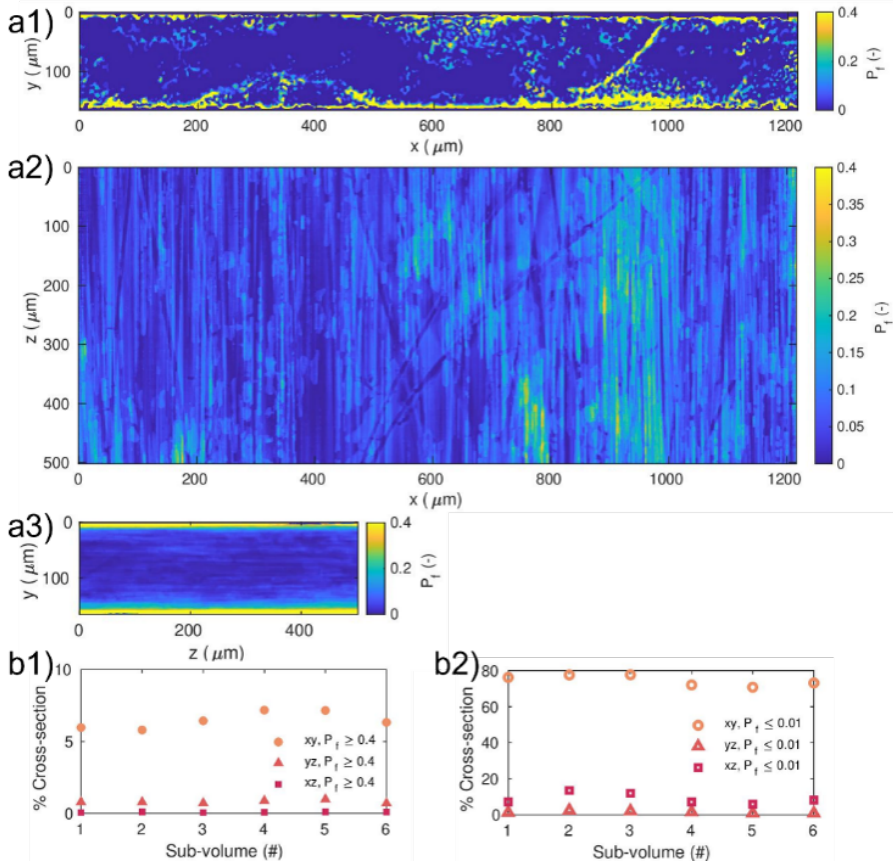 a1)
0
100
y (μm)
0
200
400
600
800
1000
1200
x (μm)
0.4
0.2
0
P_f (-)
a2)
0
100
200
300
400
500
z (μm)
0
200
400
600
800
1000
1200
x (μm)
0.4
0.35
0.3
0.25
0.2
0.15
0.1
0.05
0
P_f (-)
a3)
0
100
y (μm)
0
200
400
z (μm)
0.4
0.2
0
P_f (-)
b1)
10
5
0
% Cross-section
xy, P_f ≥ 0.4
yz, P_f ≥ 0.4
xz, P_f ≥ 0.4
1 2 3 4 5 6
Sub-volume (#)
b2)
80
60
40
20
0
% Cross-section
xy, P_f ≤ 0.01
yz, P_f ≤ 0.01
xz, P_f ≤ 0.01
1 2 3 4 5 6
Sub-volume (#)